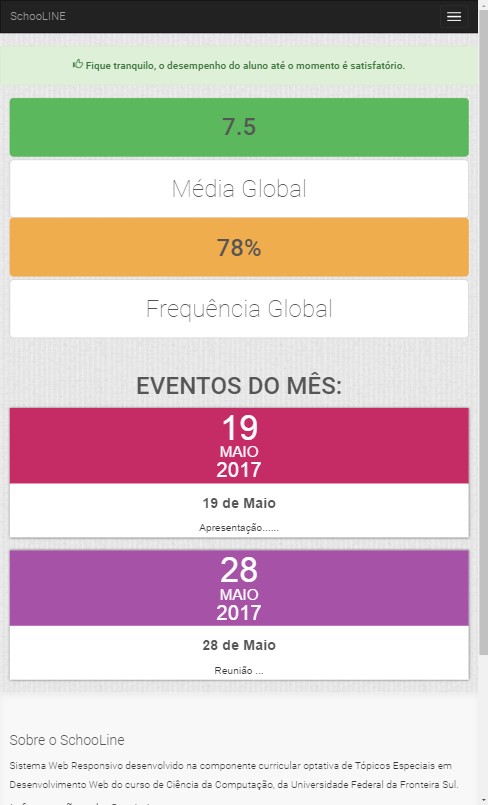 SchooLINE
Fique tranquilo, o desempenho do aluno até o momento é satisfatório.
7.5
Média Global
78%
Frequência Global
EVENTOS DO MÊS:
19
MAIO
2017
19 de Maio
Apresentação......
28
MAIO
2017
28 de Maio
Reunião ...
Sobre o SchooLine
Sistema Web Responsivo desenvolvido na componente curricular optativa de Tópicos Especiais em
Desenvolvimento Web do curso de Ciência da Computação, da Universidade Federal da Fronteira Sul.